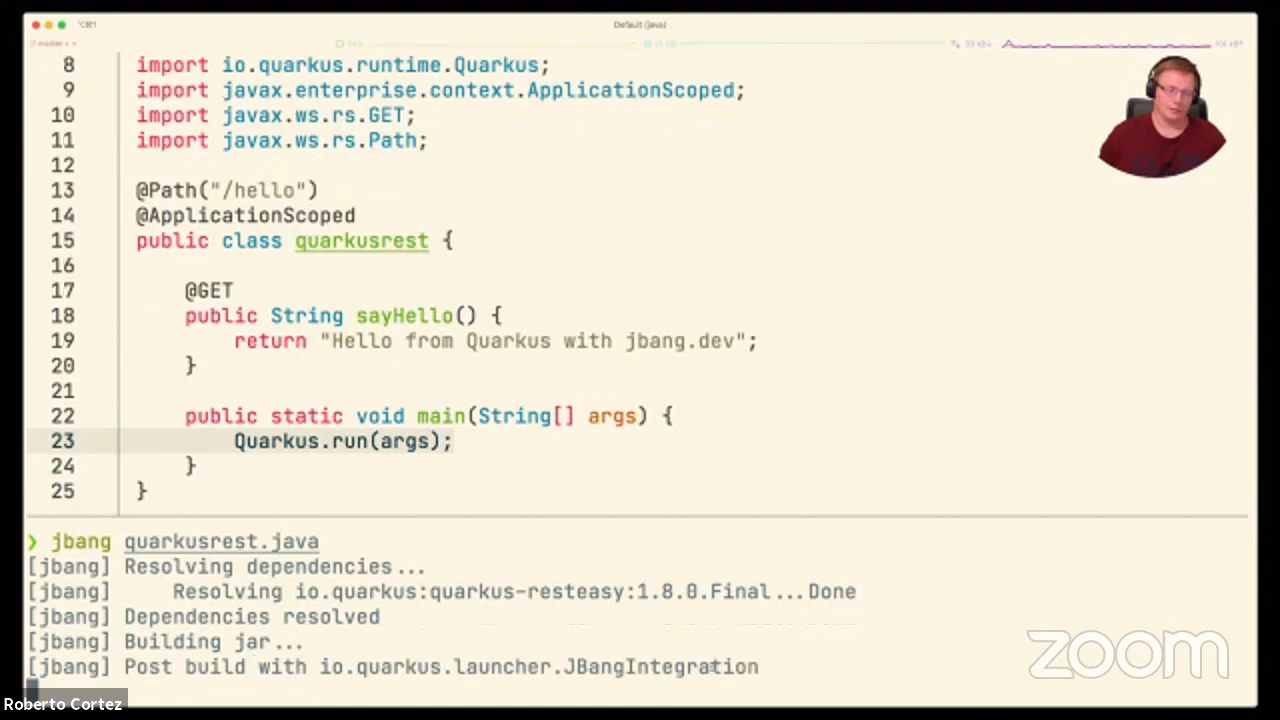 Default (java)
8 import io.quarkus.runtime.Quarkus;
9 import javax.enterprise.context.ApplicationScoped;
10 import javax.ws.rs.GET;
11 import javax.ws.rs.Path;
12
13 @Path("/hello")
14 @ApplicationScoped
15 public class quarkusrest {
16
17 @GET
18 public String sayHello() {
19 return "Hello from Quarkus with jbang.dev";
20 }
21
22 public static void main(String[] args) {
23 Quarkus.run(args);
24 }
25 }
❯ jbang quarkusrest.java
[jbang] Resolving dependencies...
[jbang] Resolving io.quarkus:quarkus-resteasy:1.8.0.Final...Done
[jbang] Dependencies resolved
[jbang] Building jar...
[jbang] Post build with io.quarkus.launcher.JBangIntegration
zoom
Roberto Cortez